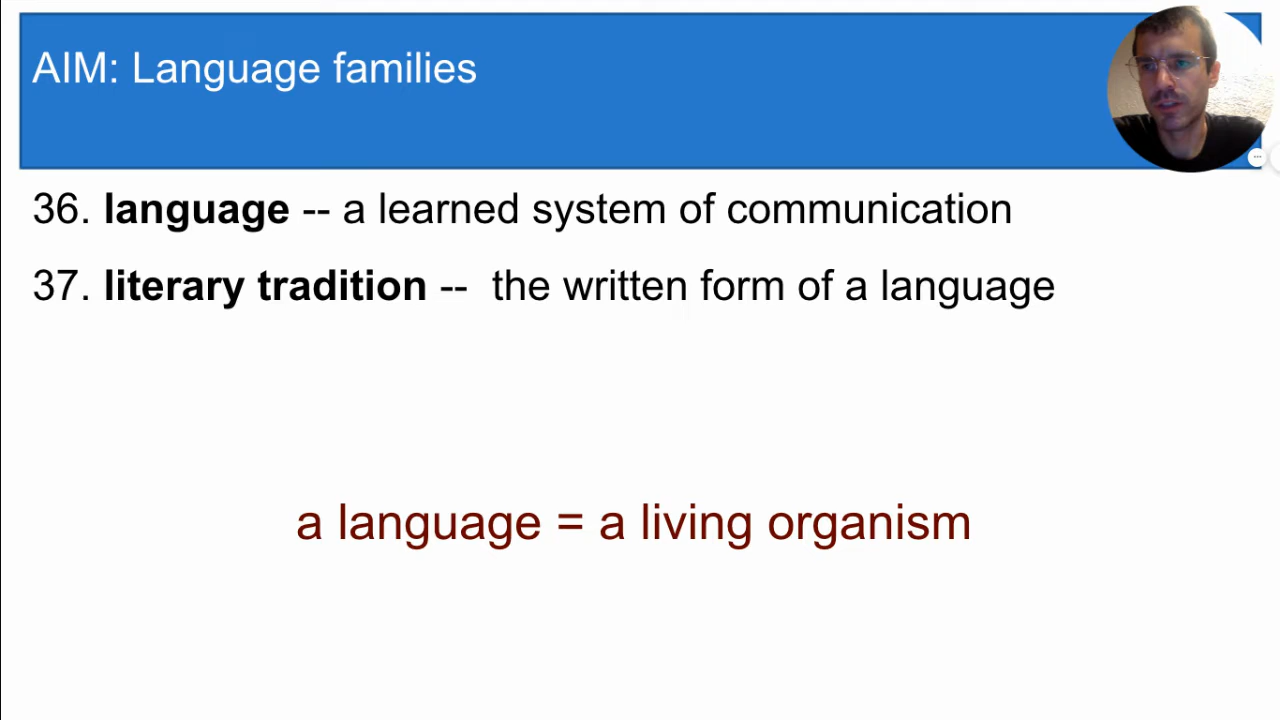 AIM: Language families
36. language -- a learned system of communication
37. literary tradition -- the written form of a language
a language = a living organism